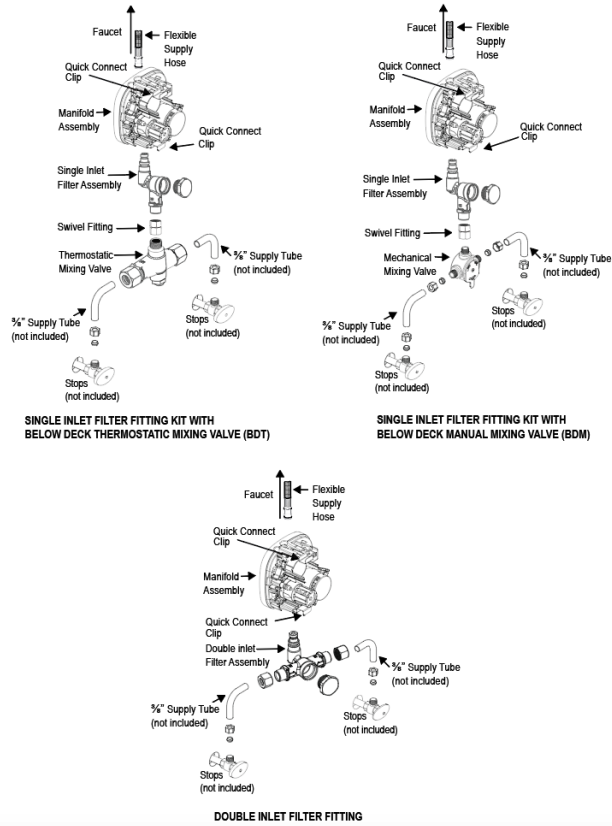 Faucet
Flexible
Supply
Hose
Quick Connect
Clip
Manifold
Assembly
Quick Connect
Clip
Single Inlet
Filter Assembly
Swivel Fitting
Thermostatic
Mixing Valve
⅜” Supply Tube
(not included)
Stops
(not included)
⅜” Supply Tube
(not included)
Stops
(not included)
SINGLE INLET FILTER FITTING KIT WITH
BELOW DECK THERMOSTATIC MIXING VALVE (BDT)
Faucet
Flexible
Supply
Hose
Quick Connect
Clip
Manifold
Assembly
Quick Connect
Clip
Single Inlet
Filter Assembly
Swivel Fitting
Mechanical
Mixing Valve
⅜” Supply Tube
(not included)
Stops
(not included)
⅜” Supply Tube
(not included)
Stops
(not included)
SINGLE INLET FILTER FITTING KIT WITH
BELOW DECK MANUAL MIXING VALVE (BDM)
Faucet
Flexible
Supply
Hose
Quick Connect
Clip
Manifold
Assembly
Quick Connect
Clip
Double inlet
Filter Assembly
⅜” Supply Tube
(not included)
⅜” Supply Tube
(not included)
Stops
(not included)
Stops
(not included)
DOUBLE INLET FILTER FITTING